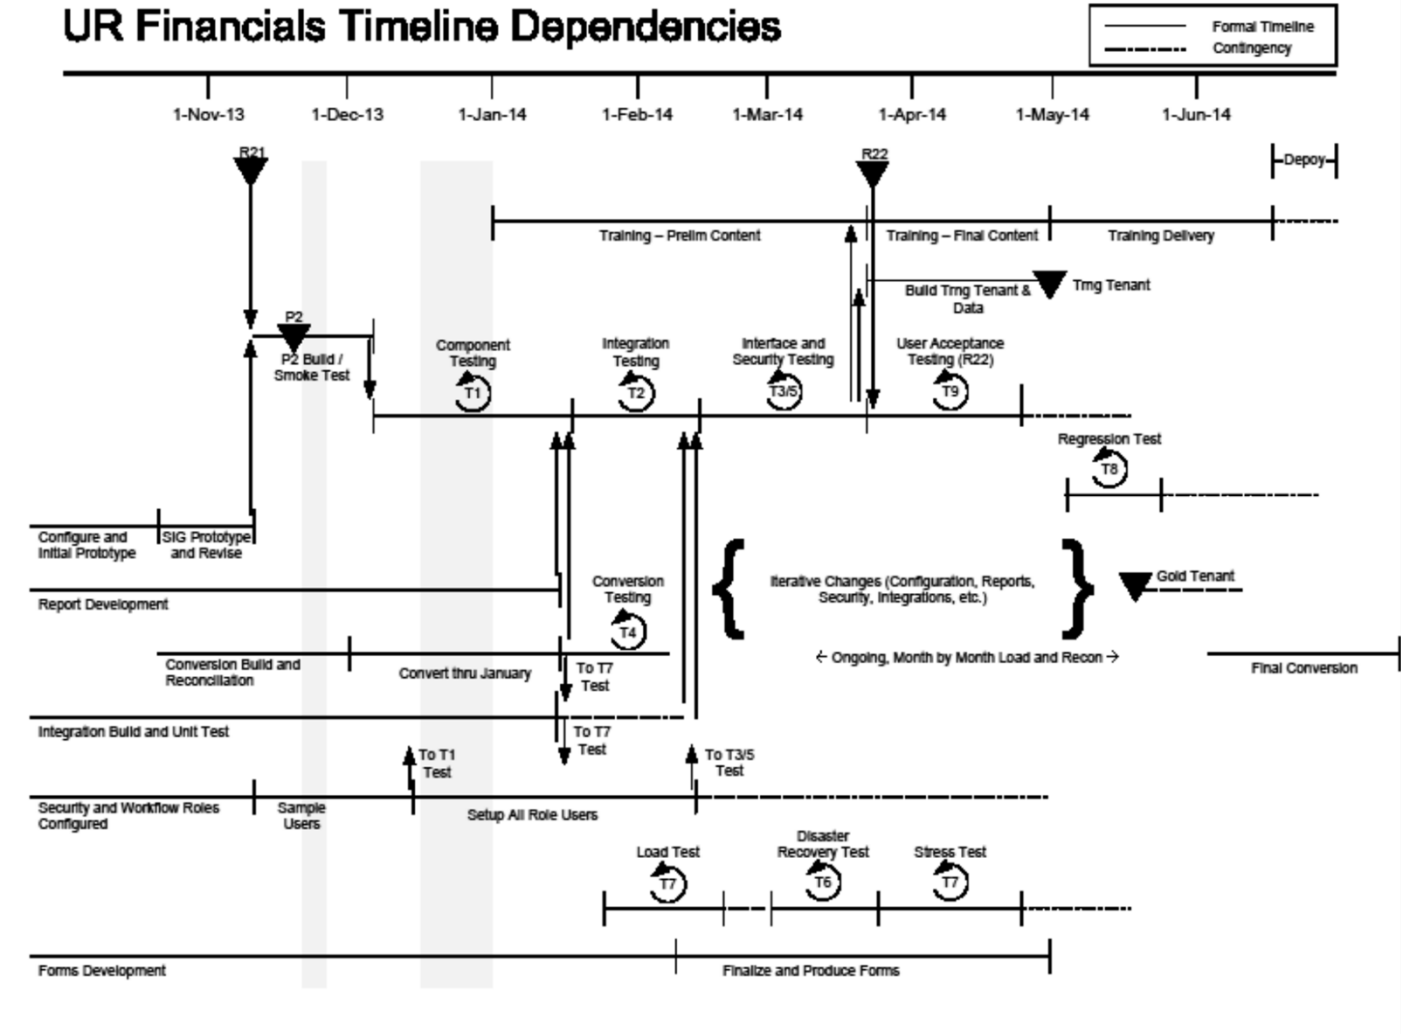 UR Financials Timeline Dependencies
Formal Timeline
Contingency
1-Nov-13
1-Dec-13
1-Jan-14
1-Feb-14
1-Mar-14
1-Apr-14
1-May-14
1-Jun-14
R21
R22
Depoy
Training – Prelim Content
Training – Final Content
Training Delivery
Build Trng Tenant &
Data
Trng Tenant
P2
P2 Build /
Smoke Test
Component
Testing
T1
Integration
Testing
T2
Interface and
Security Testing
T3/5
User Acceptance
Testing (R22)
T9
Regression Test
T8
Configure and
Initial Prototype
SIG Prototype
and Revise
Report Development
Conversion
Testing
T4
Iterative Changes (Configuration, Reports,
Security, Integrations, etc.)
Gold Tenant
Conversion Build and
Reconciliation
Convert thru January
To T7
Test
← Ongoing, Month by Month Load and Recon →
Final Conversion
Integration Build and Unit Test
To T7
Test
To T1
Test
To T3/5
Test
Security and Workflow Roles
Configured
Sample
Users
Setup All Role Users
Load Test
T7
Disaster
Recovery Test
T6
Stress Test
T7
Forms Development
Finalize and Produce Forms